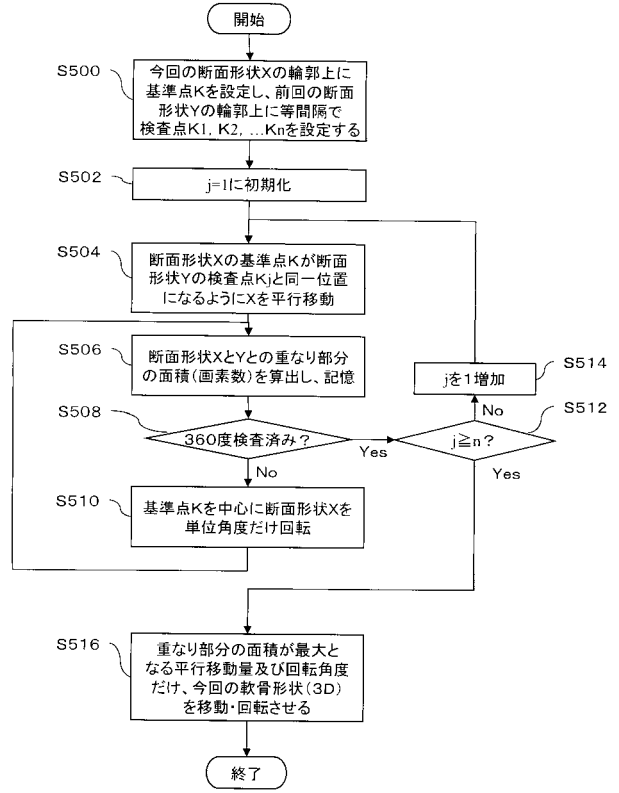 開始
S500
今回の断面形状Xの輪郭上に
基準点Kを設定し、前回の断面
形状Yの輪郭上に等間隔で
検査点K1, K2, …Knを設定する
S502
j=1に初期化
S504
断面形状Xの基準点Kが断面
形状Yの検査点Kjと同一位置
になるようにXを平行移動
S506
断面形状XとYとの重なり部分
の面積(画素数)を算出し、記憶
S514
jを1増加
S508
360度検査済み?
Yes
No
S512
j≧n?
No
Yes
S510
基準点Kを中心に断面形状Xを
単位角度だけ回転
S516
重なり部分の面積が最大と
なる平行移動量及び回転角度
だけ、今回の軟骨形状(3D)
を移動・回転させる
終了